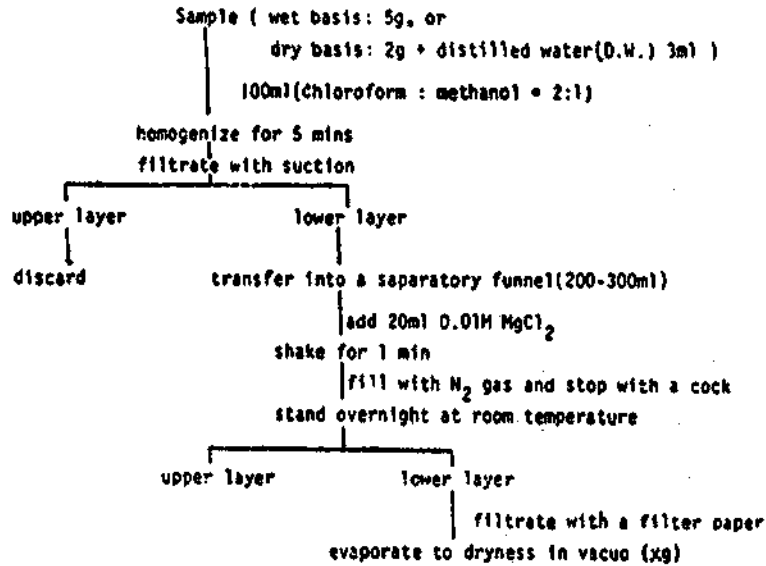 Sample ( wet basis: 5g, or
dry basis: 2g + distilled water(D.W.) 3ml )
100ml(Chloroform : methanol = 2:1)
homogenize for 5 mins
filtrate with suction
upper layer lower layer
discard transfer into a saparatory funnel(200-300ml)
add 20ml 0.01M MgCl2
shake for 1 min
fill with N2 gas and stop with a cock
stand overnight at room temperature
upper layer lower layer
filtrate with a filter paper
evaporate to dryness in vacuo (xg)